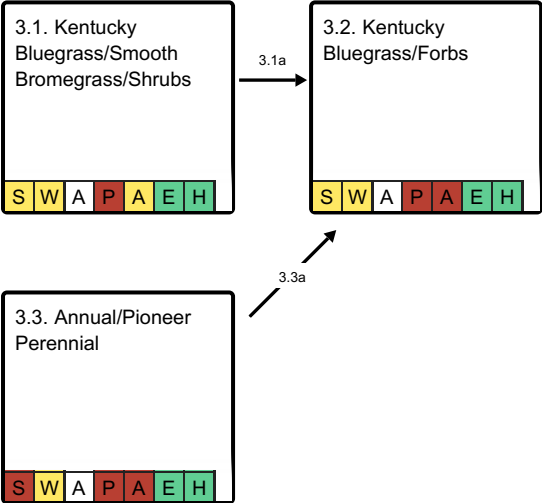 3.1. Kentucky
Bluegrass/Smooth
Bromegrass/Shrubs
S W A P A E H
3.1a
3.2. Kentucky
Bluegrass/Forbs
S W A P A E H
3.3a
3.3. Annual/Pioneer
Perennial
S W A P A E H